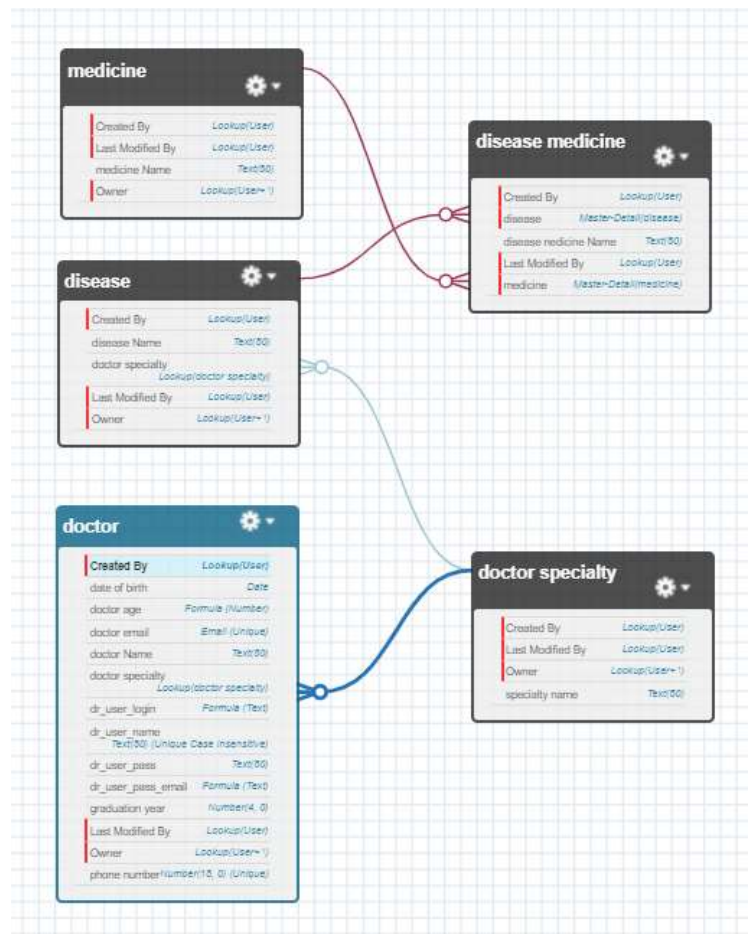 medicine
Created By Lookup(User)
Last Modified By Lookup(User)
medicine Name Text(80)
Owner Lookup(User+1)
disease medicine
Created By Lookup(User)
disease Master-Detail(disease)
disease nedicine Name Text(80)
Last Modified By Lookup(User)
medicine Master-Detail(medicine)
disease
Created By Lookup(User)
disease Name Text(80)
doctor specialty
Lookup(doctor specialty)
Last Modified By Lookup(User)
Owner Lookup(User+1)
doctor
Created By Lookup(User)
date of birth Date
doctor age Formula (Number)
doctor email Email (Unique)
doctor Name Text(80)
doctor specialty
Lookup(doctor specialty)
dr_user_login Formula (Text)
dr_user_name
Text(50) (Unique Case Insensitive)
dr_user_pass Text(50)
dr_user_pass_email Formula (Text)
graduation year Number(4, 0)
Last Modified By Lookup(User)
Owner Lookup(User+1)
phone number Number(18, 0) (Unique)
doctor specialty
Created By Lookup(User)
Last Modified By Lookup(User)
Owner Lookup(User+1)
specialty name Text(80)